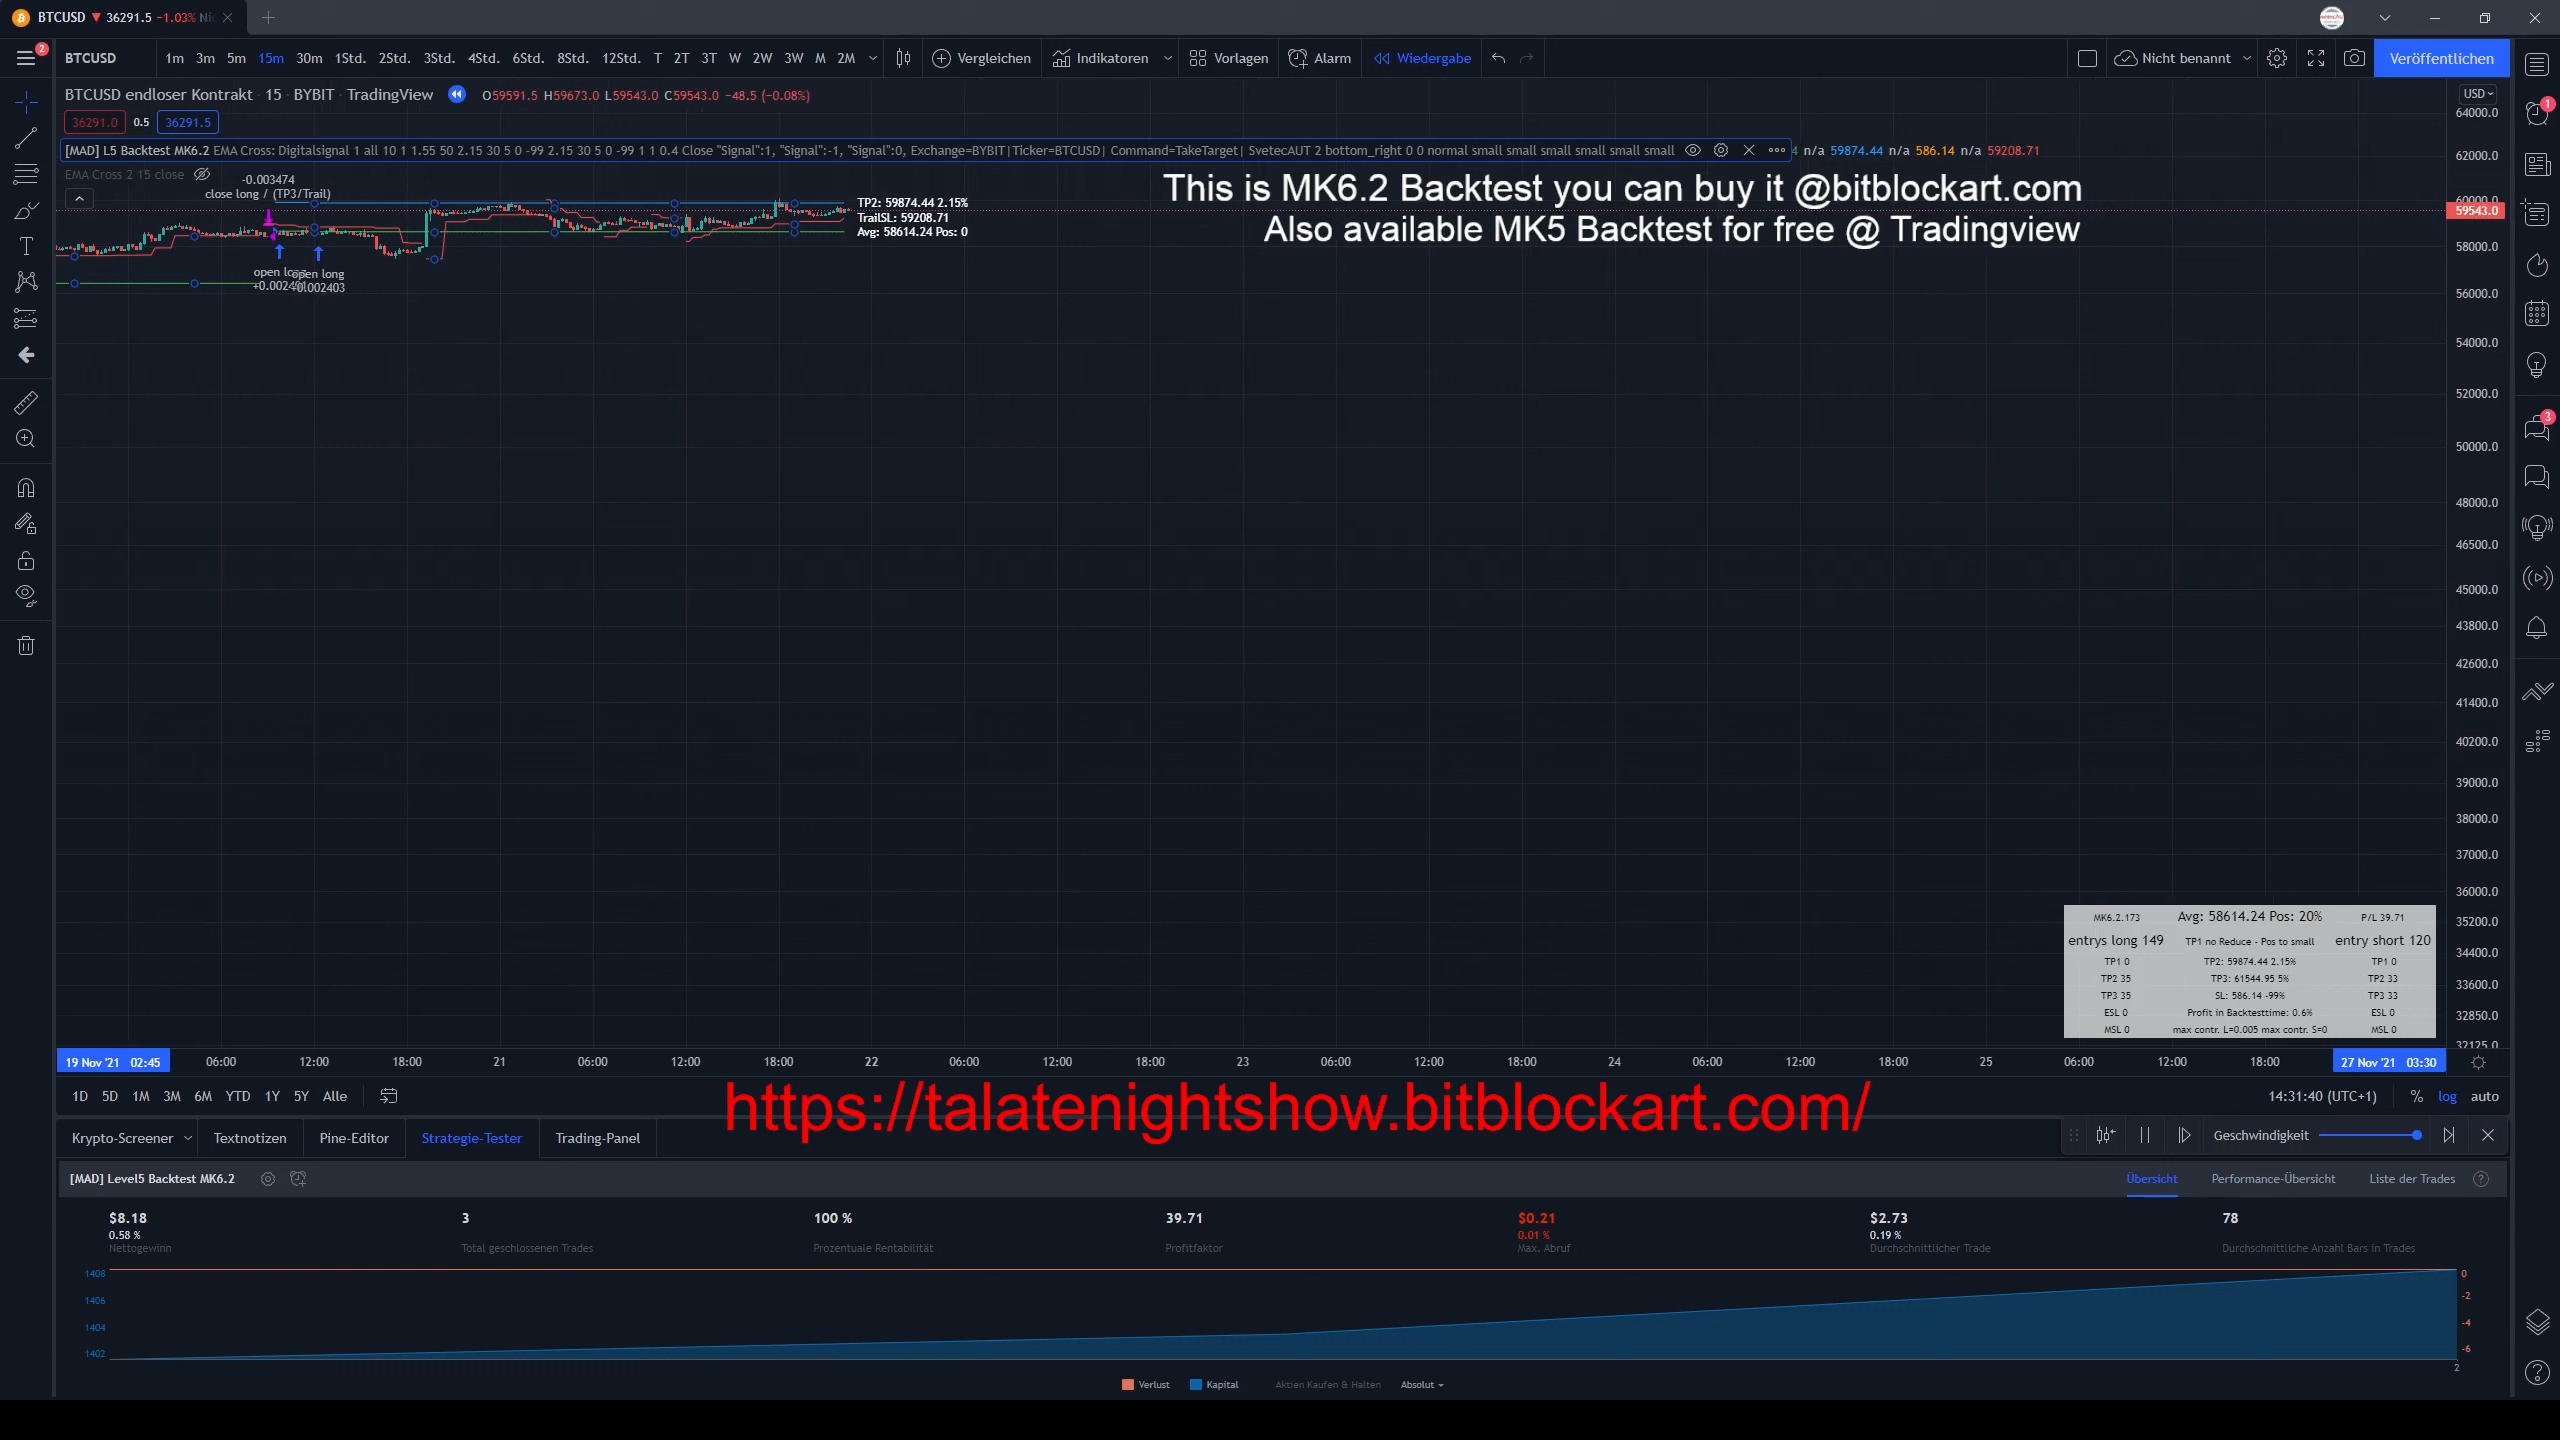 BTCUSD ▼ 36291.5 −1.03% Ni
2
BTCUSD 1m 3m 5m 15m 30m 1Std. 2Std. 3Std. 4Std. 6Std. 8Std. 12Std. T 2T 3T W 2W 3W M 2M Vergleichen Indikatoren Vorlagen Alarm Wiedergabe Nicht benannt Veröffentlichen
BTCUSD endloser Kontrakt · 15 · BYBIT · TradingView O59591.5 H59673.0 L59543.0 C59543.0 −48.5 (−0.08%)
USD
36291.0 0.5 36291.5
[MAD] L5 Backtest MK6.2 EMA Cross: Digitalsignal 1 all 10 1 1.55 50 2.15 30 5 0 -99 2.15 30 5 0 -99 1 1 0.4 Close "Signal":1, "Signal":-1, "Signal":0, Exchange=BYBIT|Ticker=BTCUSD| Command=TakeTarget| SvetecAUT 2 bottom_right 0 0 normal small small small small small small 4 n/a 59874.44 n/a 586.14 n/a 59208.71
EMA Cross 2 15 close
-0.003474
close long / (TP3/Trail)
This is MK6.2 Backtest you can buy it @bitblockart.com
Also available MK5 Backtest for free @ Tradingview
TP2: 59874.44 2.15%
TrailSL: 59208.71
Avg: 58614.24 Pos: 0
open long
+0.002403
64000.0
62000.0
60000.0
59543.0
58000.0
56000.0
54000.0
52000.0
50000.0
48000.0
46500.0
45000.0
43800.0
42600.0
41400.0
40200.0
39000.0
38000.0
37000.0
36000.0
35200.0
34400.0
33600.0
32850.0
32125.0
1
3
MK6.2.173 Avg: 58614.24 Pos: 20% P/L 39.71
entrys long 149 TP1 no Reduce - Pos to small entry short 120
TP1 0 TP2: 59874.44 2.15% TP1 0
TP2 35 TP3: 61544.95 5% TP2 33
TP3 35 SL: 586.14 -99% TP3 33
ESL 0 Profit in Backtesttime: 0.6% ESL 0
MSL 0 max contr. L=0.005 max contr. S=0 MSL 0
19 Nov '21 02:45 06:00 12:00 18:00 21 06:00 12:00 18:00 22 06:00 12:00 18:00 23 06:00 12:00 18:00 24 06:00 12:00 18:00 25 06:00 12:00 18:00 27 Nov '21 03:30
1D 5D 1M 3M 6M YTD 1Y 5Y Alle 14:31:40 (UTC+1) % log auto
https://talatenightshow.bitblockart.com/
Krypto-Screener Textnotizen Pine-Editor Strategie-Tester Trading-Panel Geschwindigkeit
[MAD] Level5 Backtest MK6.2 Übersicht Performance-Übersicht Liste der Trades
$8.18 3 100 % 39.71 $0.21 $2.73 78
0.58 % 0.01 % 0.19 %
Nettogewinn Total geschlossenen Trades Prozentuale Rentabilität Profitfaktor Max. Abruf Durchschnittlicher Trade Durchschnittliche Anzahl Bars in Trades
1408 0
1406 -2
1404 -4
1402 -6
2
Verlust Kapital Aktien Kaufen & Halten Absolut